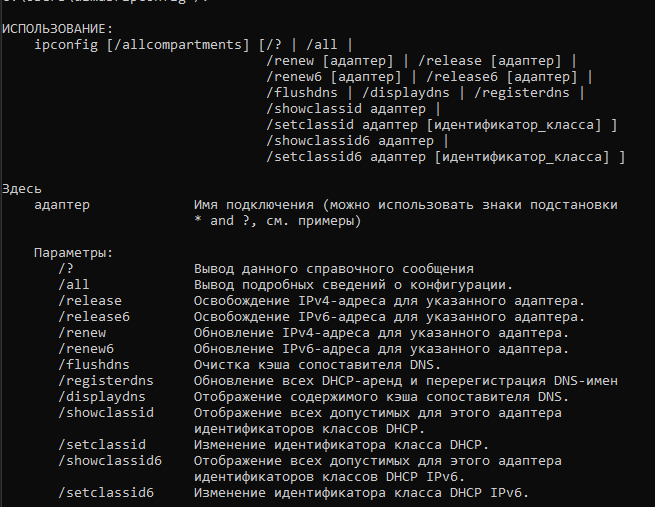 ИСПОЛЬЗОВАНИЕ:
ipconfig [/allcompartments] [/? | /all |
/renew [адаптер] | /release [адаптер] |
/renew6 [адаптер] | /release6 [адаптер] |
/flushdns | /displaydns | /registerdns |
/showclassid адаптер |
/setclassid адаптер [идентификатор_класса] ]
/showclassid6 адаптер |
/setclassid6 адаптер [идентификатор_класса] ]
Здесь
адаптер Имя подключения (можно использовать знаки подстановки
* and ?, см. примеры)
Параметры:
/? Вывод данного справочного сообщения
/all Вывод подробных сведений о конфигурации.
/release Освобождение IPv4-адреса для указанного адаптера.
/release6 Освобождение IPv6-адреса для указанного адаптера.
/renew Обновление IPv4-адреса для указанного адаптера.
/renew6 Обновление IPv6-адреса для указанного адаптера.
/flushdns Очистка кэша сопоставителя DNS.
/registerdns Обновление всех DHCP-аренд и перерегистрация DNS-имен
/displaydns Отображение содержимого кэша сопоставителя DNS.
/showclassid Отображение всех допустимых для этого адаптера
идентификаторов классов DHCP.
/setclassid Изменение идентификатора класса DHCP.
/showclassid6 Отображение всех допустимых для этого адаптера
идентификаторов классов DHCP IPv6.
/setclassid6 Изменение идентификатора класса DHCP IPv6.